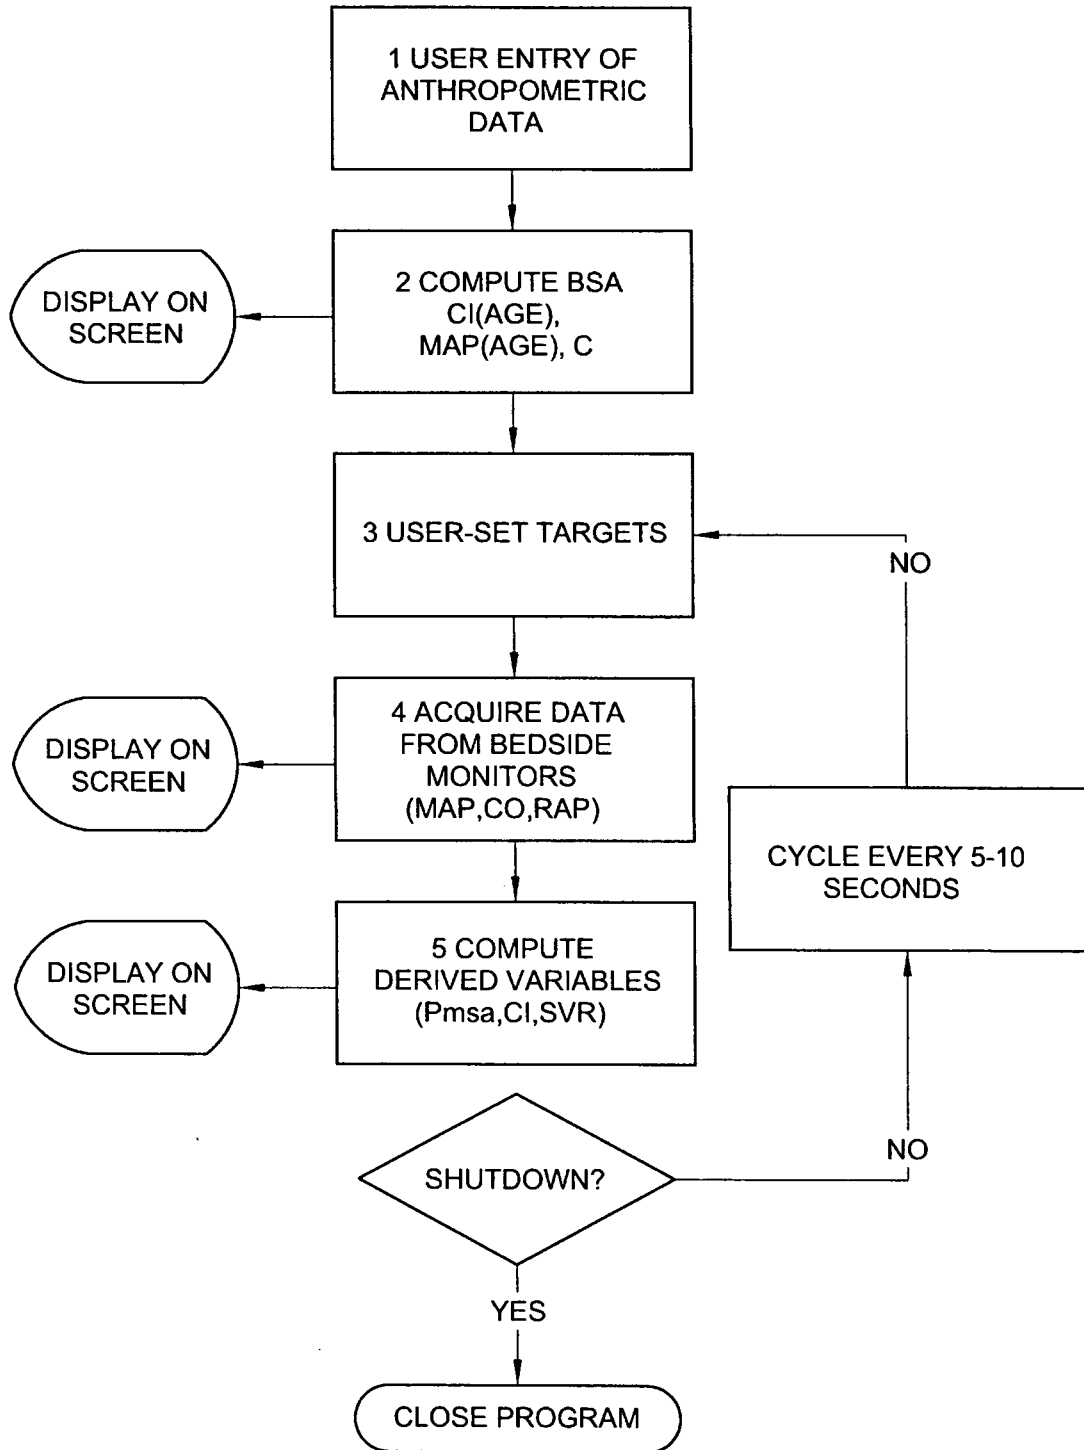 1 USER ENTRY OF
ANTHROPOMETRIC
DATA
DISPLAY ON
SCREEN
2 COMPUTE BSA
CI(AGE),
MAP(AGE), C
3 USER-SET TARGETS
NO
DISPLAY ON
SCREEN
4 ACQUIRE DATA
FROM BEDSIDE
MONITORS
(MAP,CO,RAP)
CYCLE EVERY 5-10
SECONDS
DISPLAY ON
SCREEN
5 COMPUTE
DERIVED VARIABLES
(Pmsa,CI,SVR)
SHUTDOWN?
NO
YES
CLOSE PROGRAM